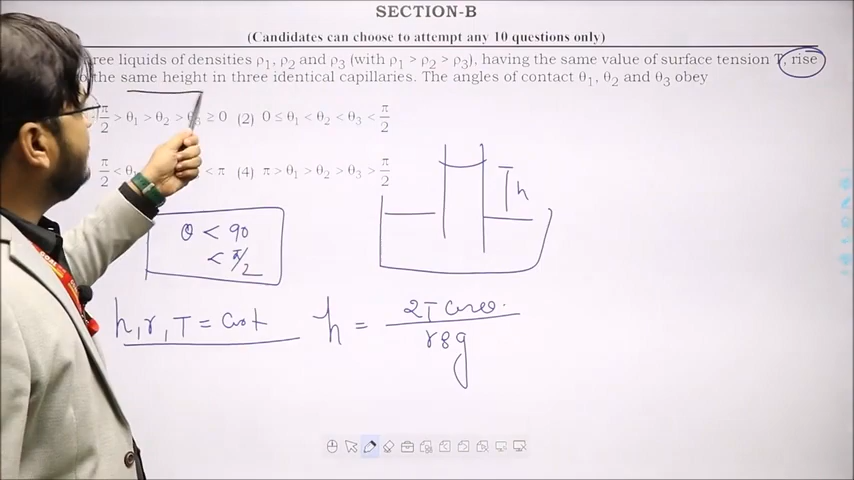 SECTION-B
(Candidates can choose to attempt any 10 questions only)
ree liquids of densities ρ₁, ρ₂ and ρ₃ (with ρ₁ > ρ₂ > ρ₃), having the same value of surface tension T, rise
o the same height in three identical capillaries. The angles of contact θ₁, θ₂ and θ₃ obey
π/2 > θ₁ > θ₂ > θ₃ ≥ 0 (2) 0 ≤ θ₁ < θ₂ < θ₃ < π/2
π/2 < θ₁ < π (4) π > θ₁ > θ₂ > θ₃ > π/2
h
θ < 90
< π/2
h, r, T = const h = 2T cosθ / rρg